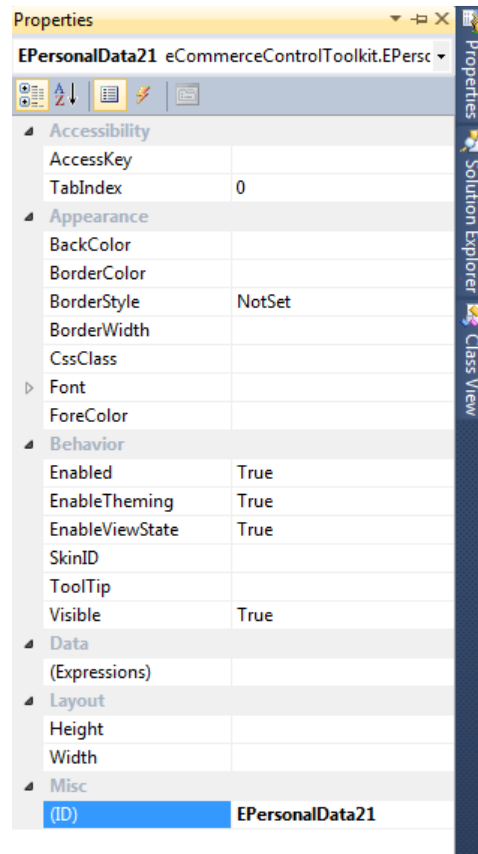 Properties
EPersonalData21 eCommerceControlToolkit.EPersc
Accessibility
AccessKey
TabIndex 0
Appearance
BackColor
BorderColor
BorderStyle NotSet
BorderWidth
CssClass
Font
ForeColor
Behavior
Enabled True
EnableTheming True
EnableViewState True
SkinID
ToolTip
Visible True
Data
(Expressions)
Layout
Height
Width
Misc
(ID) EPersonalData21
Properties
Solution Explorer
Class View